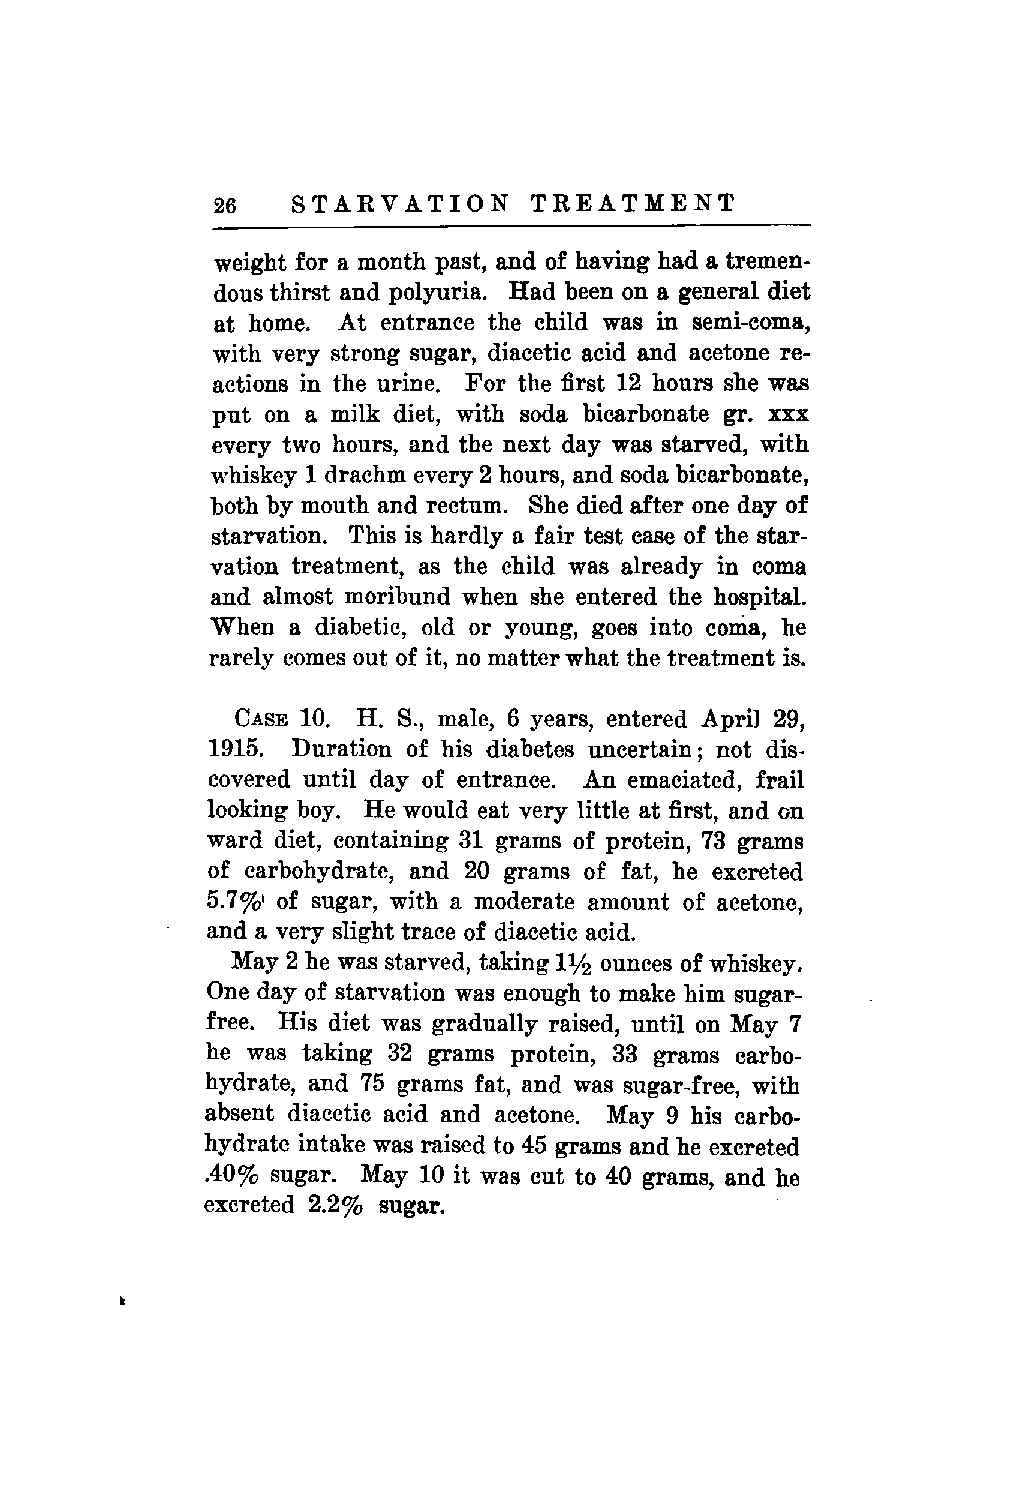 26 STARVATION TREATMENT
weight for a month past, and of having had a tremen-
dous thirst and polyuria. Had been on a general diet
at home. At entrance the child was in semi-coma,
with very strong sugar, diacetic acid and acetone re-
actions in the urine. For the first 12 hours she was
put on a milk diet, with soda bicarbonate gr. xxx
every two hours, and the next day was starved, with
whiskey 1 drachm every 2 hours, and soda bicarbonate,
both by mouth and rectum. She died after one day of
starvation. This is hardly a fair test case of the star-
vation treatment, as the child was already in coma
and almost moribund when she entered the hospital.
When a diabetic, old or young, goes into coma, he
rarely comes out of it, no matter what the treatment is.
CASE 10. H. S., male, 6 years, entered April 29,
1915. Duration of his diabetes uncertain; not dis-
covered until day of entrance. An emaciated, frail
looking boy. He would eat very little at first, and on
ward diet, containing 31 grams of protein, 73 grams
of carbohydrate, and 20 grams of fat, he excreted
5.7% of sugar, with a moderate amount of acetone,
and a very slight trace of diacetic acid.
May 2 he was starved, taking 1½ ounces of whiskey.
One day of starvation was enough to make him sugar-
free. His diet was gradually raised, until on May 7
he was taking 32 grams protein, 33 grams carbo-
hydrate, and 75 grams fat, and was sugar-free, with
absent diacetic acid and acetone. May 9 his carbo-
hydrate intake was raised to 45 grams and he excreted
.40% sugar. May 10 it was cut to 40 grams, and he
excreted 2.2% sugar.